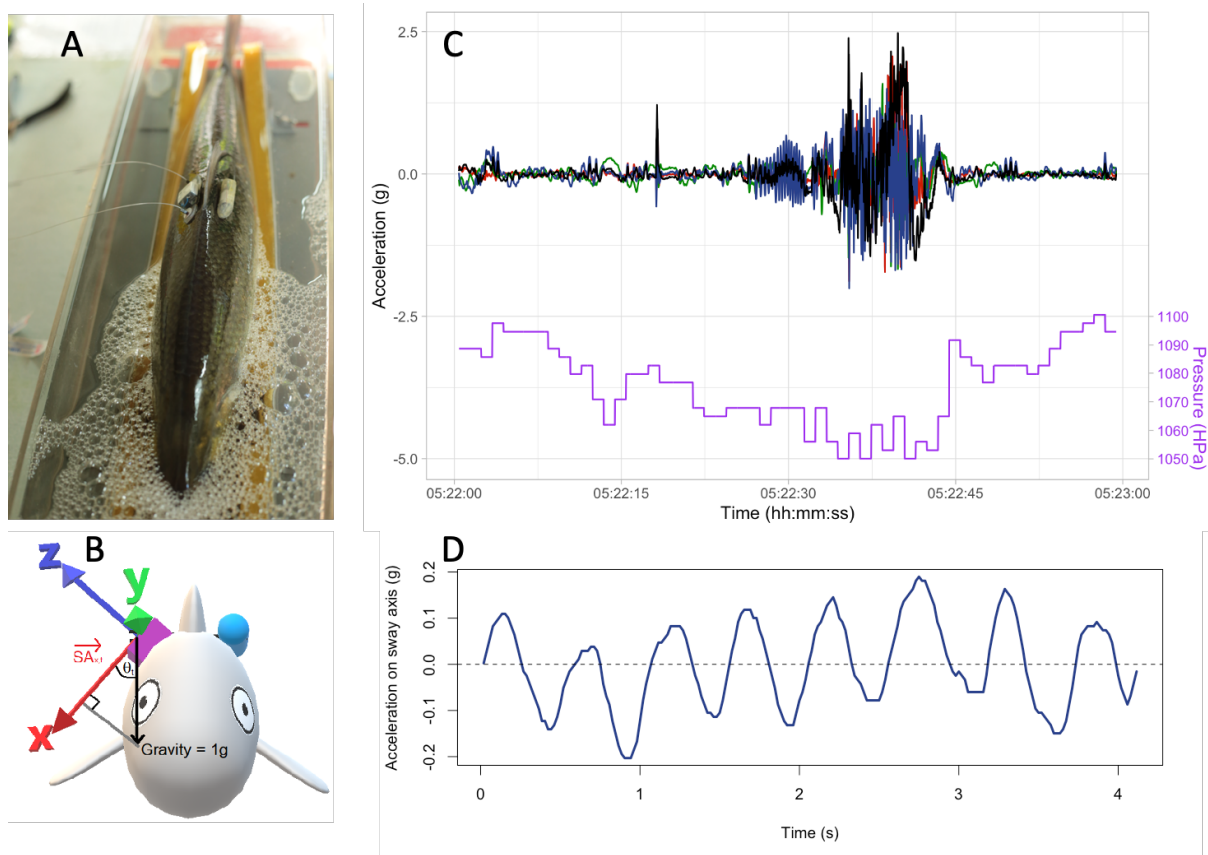 A
C
2.5
0.0
-2.5
-5.0
Acceleration (g)
1100
1090
1080
1070
1060
1050
Pressure (HPa)
05:22:00 05:22:15 05:22:30 05:22:45 05:23:00
Time (hh:mm:ss)
B
z
y
x
θ
Gravity = 1g
D
0.2
0.1
0.0
-0.1
-0.2
Acceleration on sway axis (g)
0 1 2 3 4
Time (s)